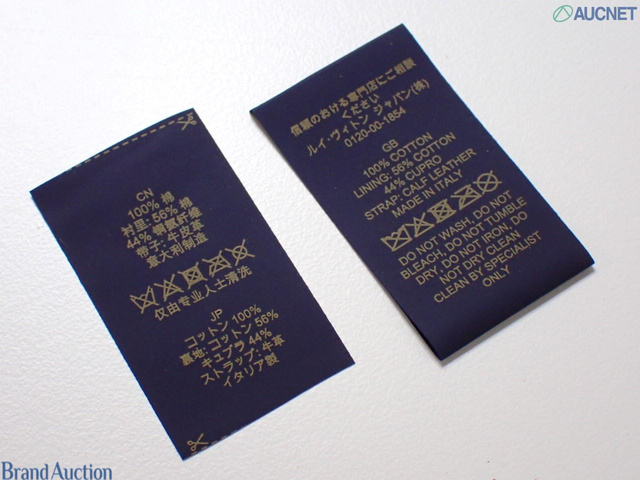 AUCNET
CN
100% 棉
衬里: 56% 棉
44% 铜氨纤维
带子: 牛皮革
意大利制造
仅由专业人士清洗
JP
コットン 100%
裏地: コットン 56%
キュプラ 44%
ストラップ: 牛革
イタリア製
信頼のおける専門店にご相談
ください
ルイ・ヴィトン ジャパン(株)
0120-00-1854
GB
100% COTTON
LINING: 56% COTTON
44% CUPRO
STRAP: CALF LEATHER
MADE IN ITALY
DO NOT WASH, DO NOT
BLEACH, DO NOT TUMBLE
DRY, DO NOT IRON, DO
NOT DRY CLEAN
CLEAN BY SPECIALIST
ONLY
Brand Auction